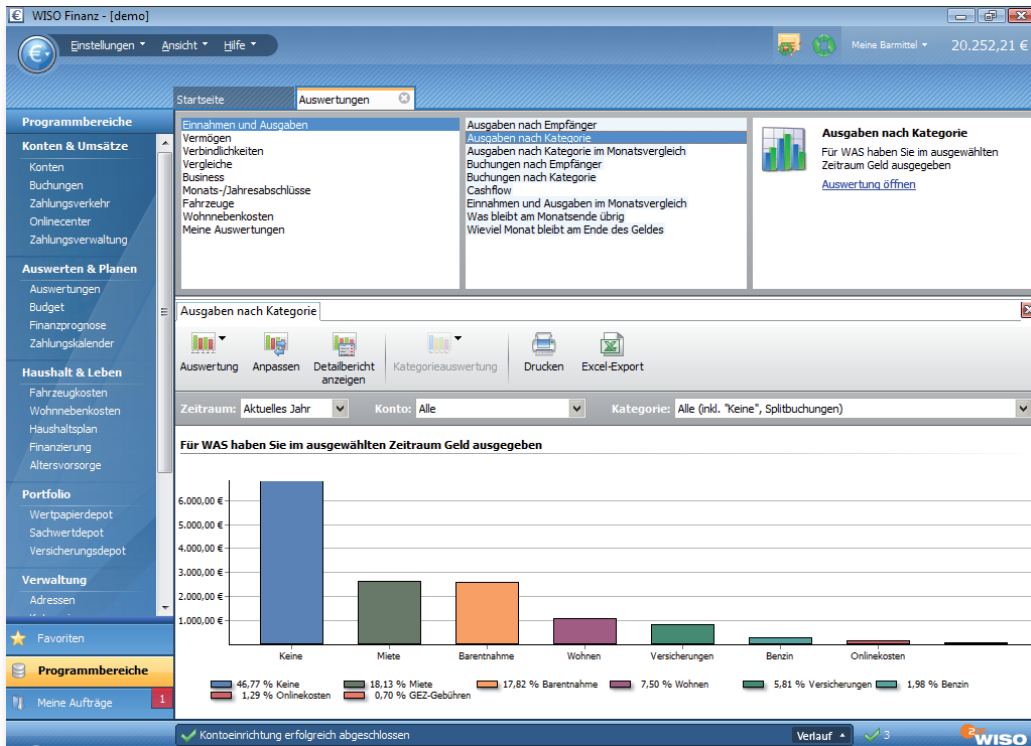 WISO Finanz - [demo]
Einstellungen Ansicht Hilfe
Meine Barmittel 20.252,21 €
Startseite Auswertungen
Programmbereiche
Konten & Umsätze
Konten
Buchungen
Zahlungsverkehr
Onlinecenter
Zahlungsverwaltung
Auswerten & Planen
Auswertungen
Budget
Finanzprognose
Zahlungskalender
Haushalt & Leben
Fahrzeugkosten
Wohnnebenkosten
Haushaltsplan
Finanzierung
Altersvorsorge
Portfolio
Wertpapierdepot
Sachwertdepot
Versicherungsdepot
Verwaltung
Adressen
Favoriten
Programmbereiche
Meine Aufträge 1
Einnahmen und Ausgaben
Vermögen
Verbindlichkeiten
Vergleiche
Business
Monats-/Jahresabschlüsse
Fahrzeuge
Wohnnebenkosten
Meine Auswertungen
Ausgaben nach Empfänger
Ausgaben nach Kategorie
Ausgaben nach Kategorie im Monatsvergleich
Buchungen nach Empfänger
Buchungen nach Kategorie
Cashflow
Einnahmen und Ausgaben im Monatsvergleich
Was bleibt am Monatsende übrig
Wieviel Monat bleibt am Ende des Geldes
Ausgaben nach Kategorie
Für WAS haben Sie im ausgewählten
Zeitraum Geld ausgegeben
Auswertung öffnen
Ausgaben nach Kategorie
Auswertung Anpassen Detailbericht Kategorieauswertung Drucken Excel-Export
anzeigen
Zeitraum: Aktuelles Jahr Konto: Alle Kategorie: Alle (inkl. "Keine", Splitbuchungen)
Für WAS haben Sie im ausgewählten Zeitraum Geld ausgegeben
6.000,00 €
5.000,00 €
4.000,00 €
3.000,00 €
2.000,00 €
1.000,00 €
Keine Miete Barentnahme Wohnen Versicherungen Benzin Onlinekosten
46,77 % Keine 18,13 % Miete 17,82 % Barentnahme 7,50 % Wohnen 5,81 % Versicherungen 1,98 % Benzin
1,29 % Onlinekosten 0,70 % GEZ-Gebühren
Kontoeinrichtung erfolgreich abgeschlossen Verlauf 3
WISO